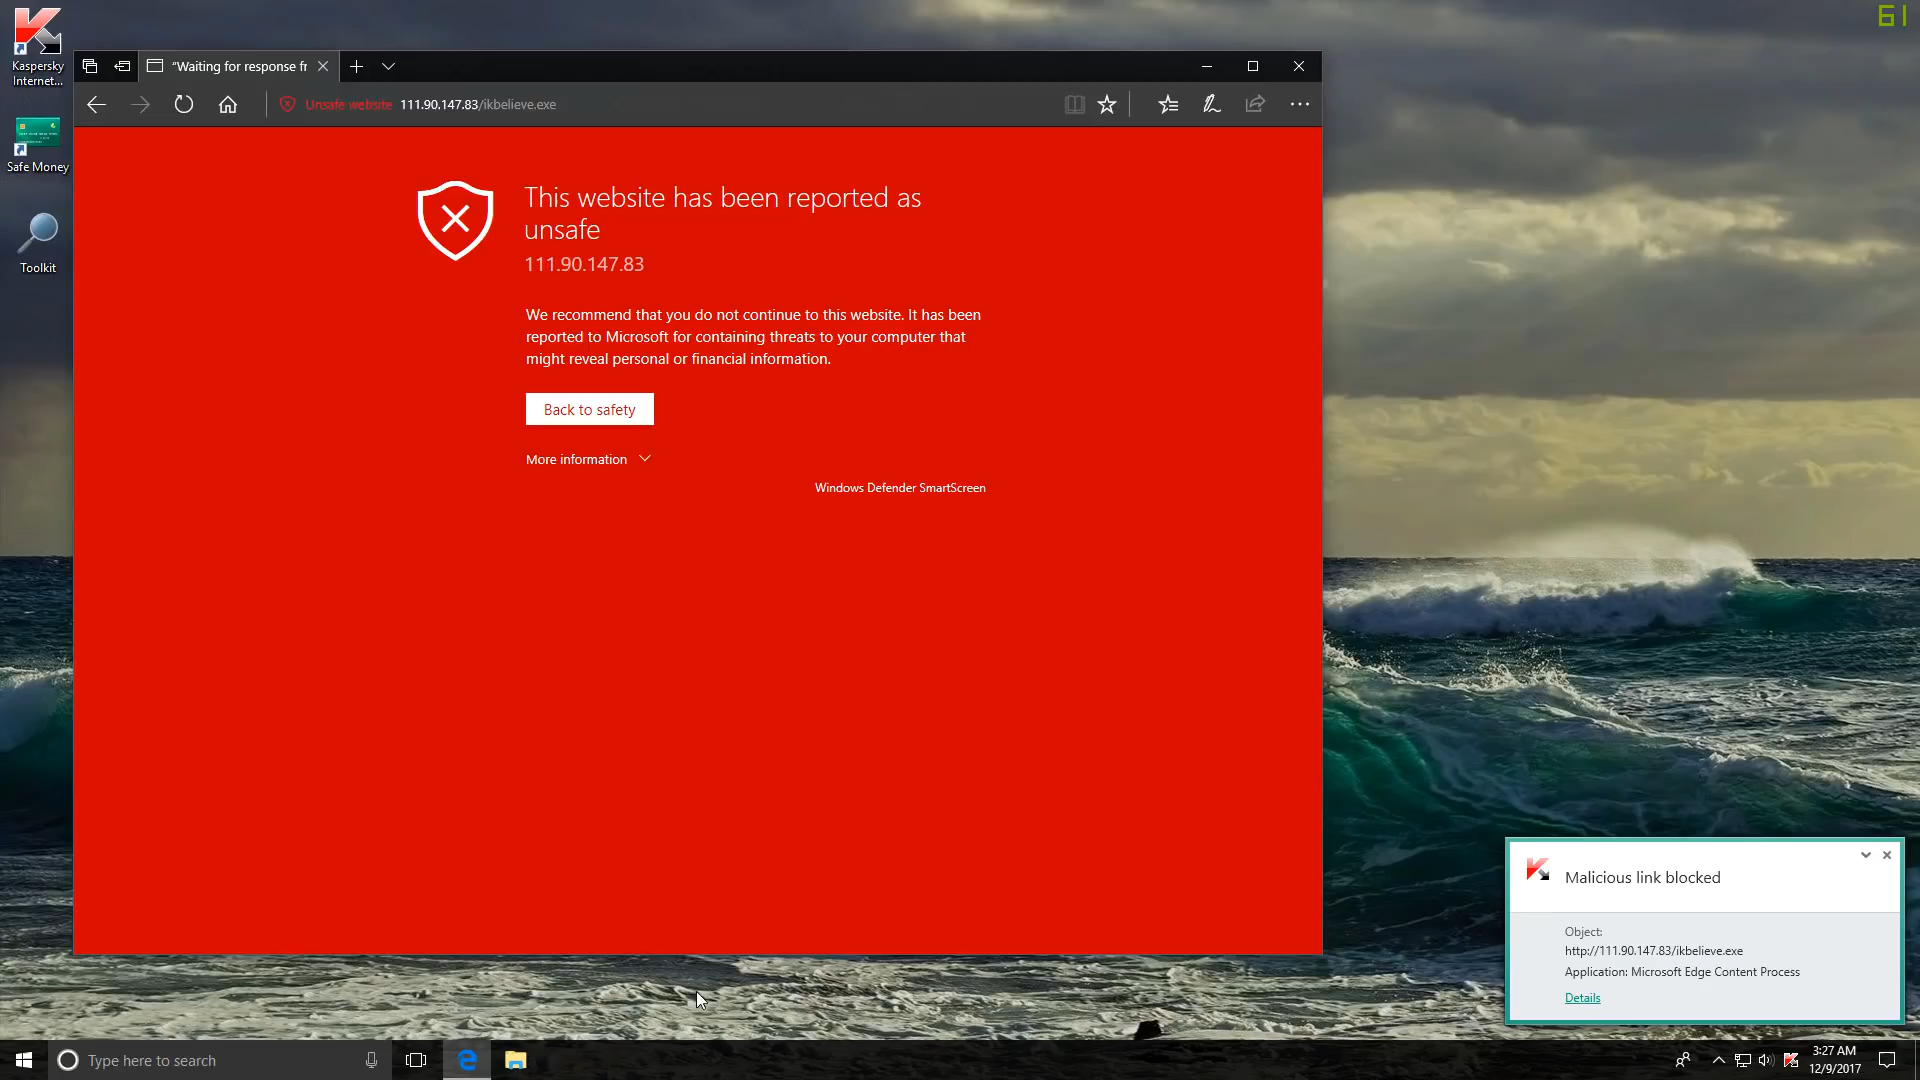 61
Kaspersky
Internet...
Safe Money
Toolkit
"Waiting for response fr
Unsafe website 111.90.147.83/ikbelieve.exe
This website has been reported as
unsafe
111.90.147.83
We recommend that you do not continue to this website. It has been
reported to Microsoft for containing threats to your computer that
might reveal personal or financial information.
Back to safety
More information
Windows Defender SmartScreen
Malicious link blocked
Object:
http://111.90.147.83/ikbelieve.exe
Application: Microsoft Edge Content Process
Details
Type here to search
3:27 AM
12/9/2017